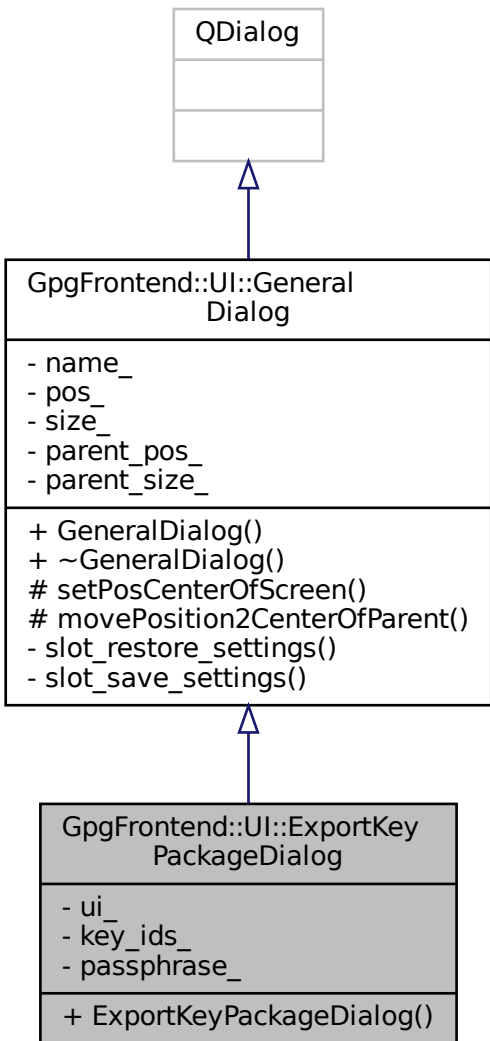 QDialog
GpgFrontend::UI::General
Dialog
- name_
- pos_
- size_
- parent_pos_
- parent_size_
+ GeneralDialog()
+ ~GeneralDialog()
# setPosCenterOfScreen()
# movePosition2CenterOfParent()
- slot_restore_settings()
- slot_save_settings()
GpgFrontend::UI::ExportKey
PackageDialog
- ui_
- key_ids_
- passphrase_
+ ExportKeyPackageDialog()